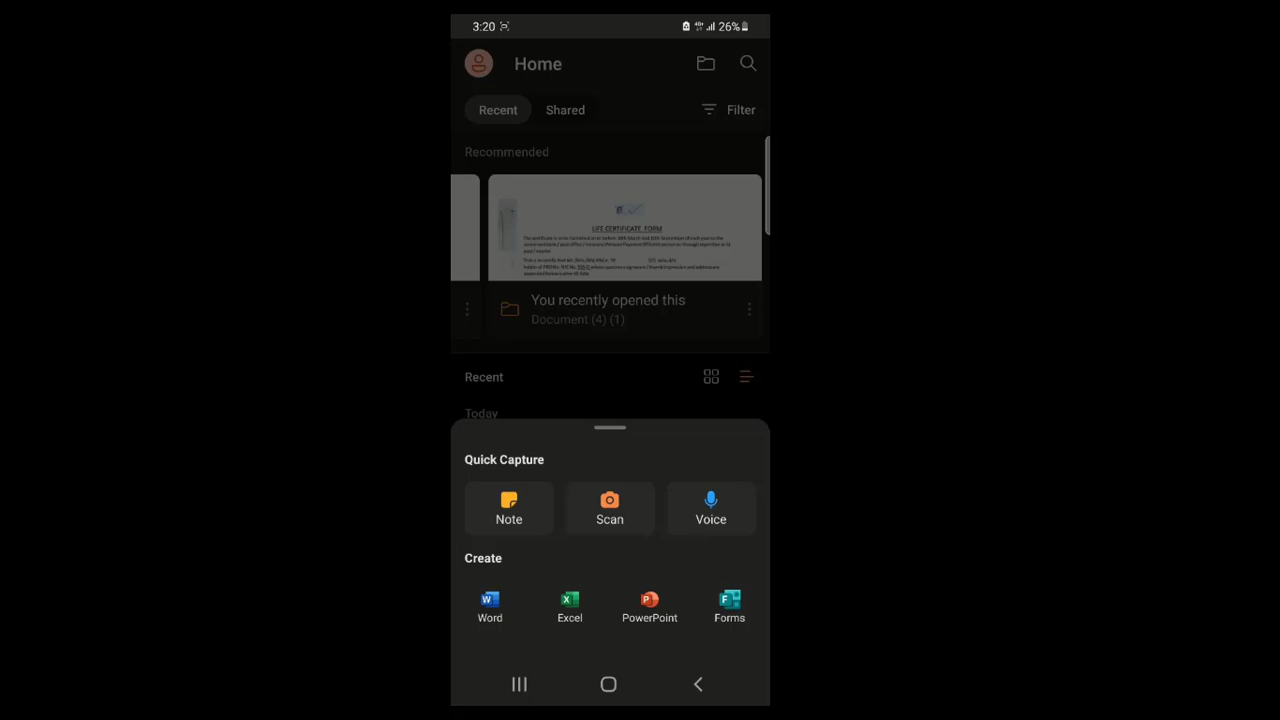 3:20
26%
Home
Recent
Shared
Filter
Recommended
LIFE CERTIFICATE FORM
You recently opened this
Document (4) (1)
Recent
Today
Quick Capture
Note
Scan
Voice
Create
Word
Excel
PowerPoint
Forms